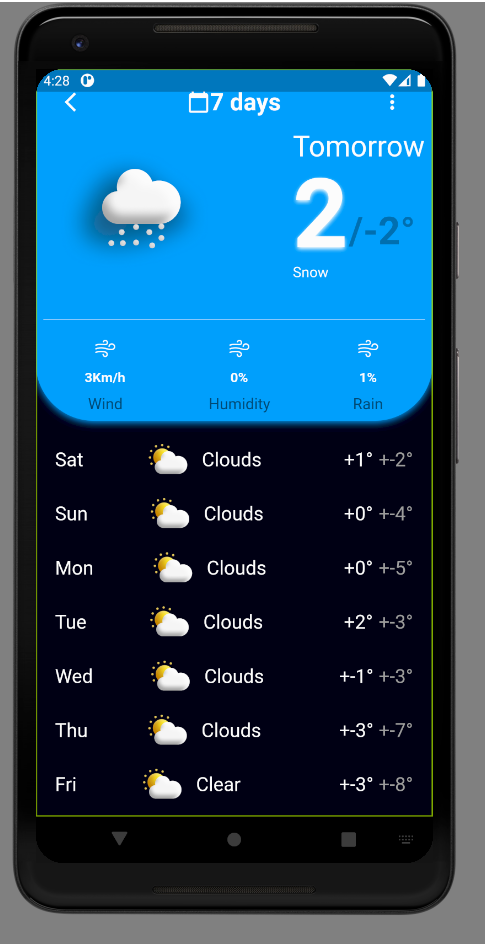 4:28
7 days
Tomorrow
2/-2°
Snow
3Km/h 0% 1%
Wind Humidity Rain
Sat Clouds +1° +-2°
Sun Clouds +0° +-4°
Mon Clouds +0° +-5°
Tue Clouds +2° +-3°
Wed Clouds +-1° +-3°
Thu Clouds +-3° +-7°
Fri Clear +-3° +-8°